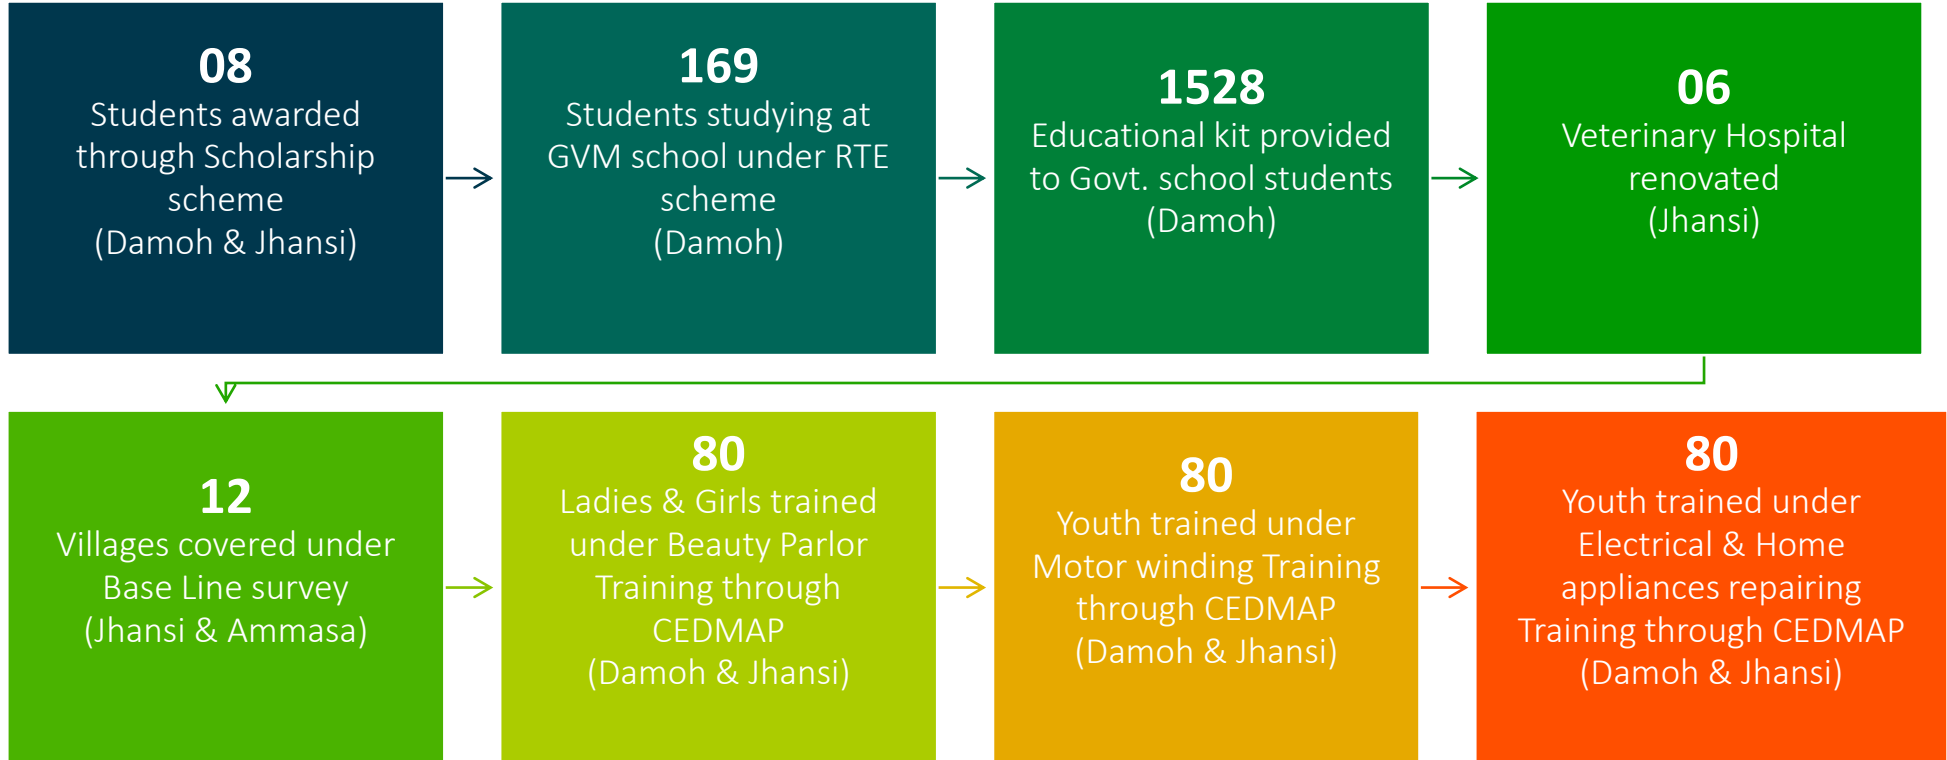 08
Students awarded
through Scholarship
scheme
(Damoh & Jhansi)
169
Students studying at
GVM school under RTE
scheme
(Damoh)
1528
Educational kit provided
to Govt. school students
(Damoh)
06
Veterinary Hospital
renovated
(Jhansi)
12
Villages covered under
Base Line survey
(Jhansi & Ammasa)
80
Ladies & Girls trained
under Beauty Parlor
Training through
CEDMAP
(Damoh & Jhansi)
80
Youth trained under
Motor winding Training
through CEDMAP
(Damoh & Jhansi)
80
Youth trained under
Electrical & Home
appliances repairing
Training through CEDMAP
(Damoh & Jhansi)